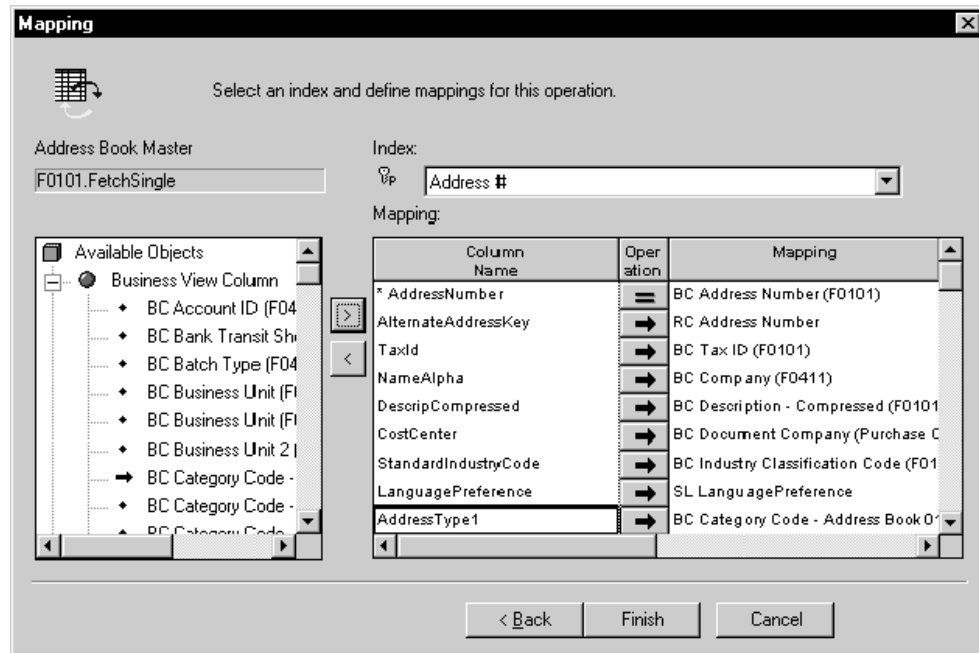 Mapping
Select an index and define mappings for this operation.
Address Book Master
Index:
F0101.FetchSingle
Address #
Mapping:
Available Objects
Business View Column
BC Account ID (F04
BC Bank Transit Sh
BC Batch Type (F04
BC Business Unit (F
BC Business Unit (F
BC Business Unit 2
BC Category Code -
BC Category Code -
BC Category Code
>
<
Column Name
Oper ation
Mapping
* AddressNumber = BC Address Number (F0101)
AlternateAddressKey RC Address Number
TaxId BC Tax ID (F0101)
NameAlpha BC Company (F0411)
DescripCompressed BC Description - Compressed (F0101
CostCenter BC Document Company (Purchase
StandardIndustryCode BC Industry Classification Code (F01
LanguagePreference SL LanguagePreference
AddressType1 BC Category Code - Address Book 0
< Back
Finish
Cancel